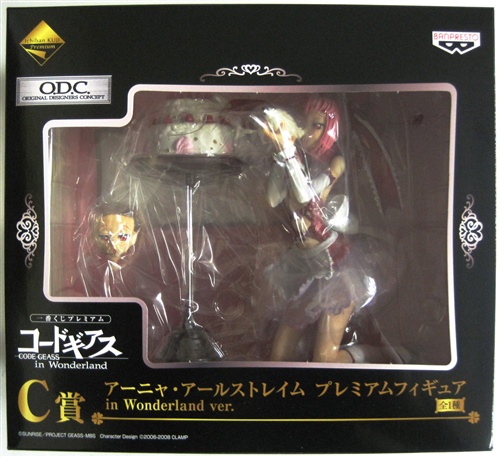 Ichiban KUJI
Premium
BANPRESTO
O.D.C.
ORIGINAL DESIGNERS CONCEPT
一番くじプレミアム
コードギアス
CODE GEASS
in Wonderland
C賞
アーニャ・アールストレイム プレミアムフィギュア
in Wonderland ver.
全1種
©SUNRISE/PROJECT GEASS・MBS Character Design ©2006-2008 CLAMP